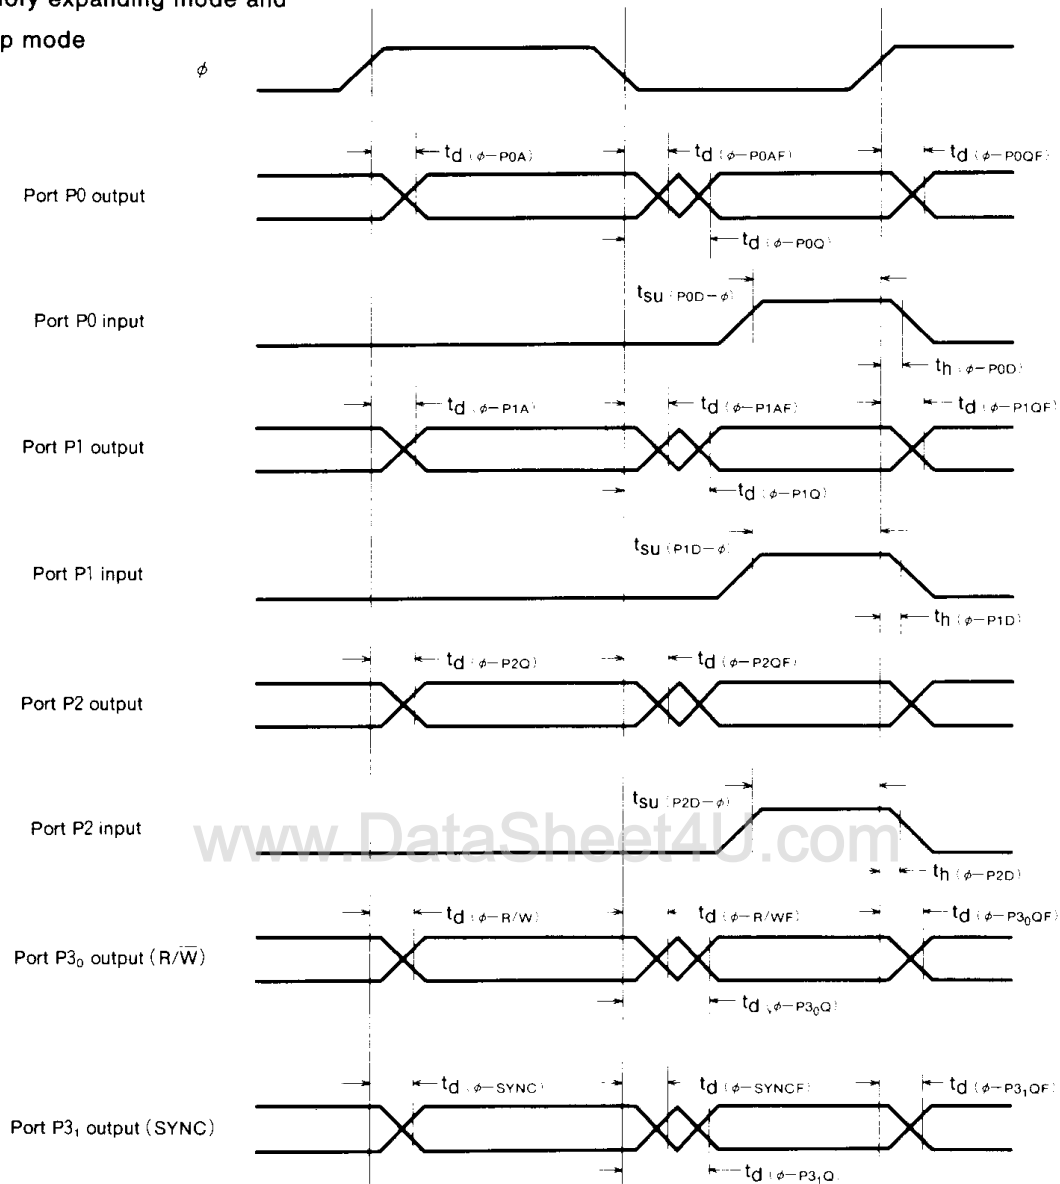 ory expanding mode and
p mode
ϕ
td (ϕ−P0A) td (ϕ−P0AF) td (ϕ−P0QF)
Port P0 output
td (ϕ−P0Q)
tsu (P0D−ϕ)
Port P0 input
th (ϕ−P0D)
td (ϕ−P1A) td (ϕ−P1AF) td (ϕ−P1QF)
Port P1 output
td (ϕ−P1Q)
tsu (P1D−ϕ)
Port P1 input
th (ϕ−P1D)
td (ϕ−P2Q) td (ϕ−P2QF)
Port P2 output
tsu (P2D−ϕ)
Port P2 input
www.DataSheet4U.com
th (ϕ−P2D)
td (ϕ−R/W) td (ϕ−R/WF) td (ϕ−P3₀QF)
Port P3₀ output (R/W̅)
td (ϕ−P3₀Q)
td (ϕ−SYNC) td (ϕ−SYNCF) td (ϕ−P3₁QF)
Port P3₁ output (SYNC)
td (ϕ−P3₁Q)